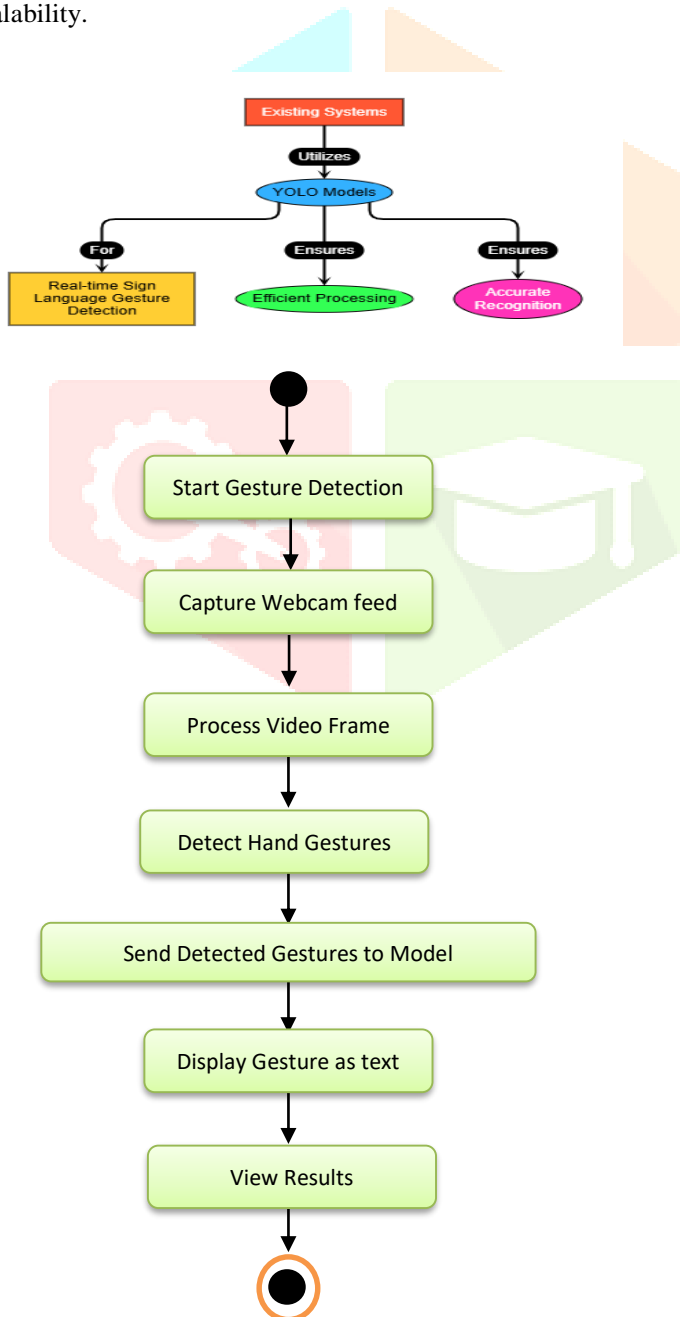 alability.
Existing Systems
Utilizes
YOLO Models
For
Ensures
Ensures
Real-time Sign
Language Gesture
Detection
Efficient Processing
Accurate
Recognition
Start Gesture Detection
Capture Webcam feed
Process Video Frame
Detect Hand Gestures
Send Detected Gestures to Model
Display Gesture as text
View Results